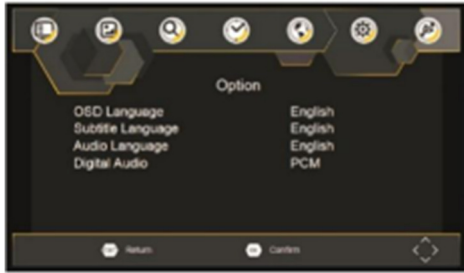 Option
OSD Language English
Subtitle Language English
Audio Language English
Digital Audio PCM
Return Confirm